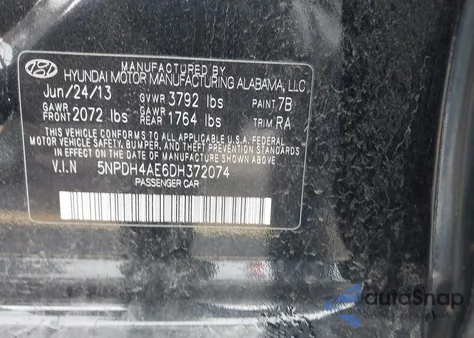 MANUFACTURED BY
HYUNDAI MOTOR MANUFACTURING ALABAMA, LLC
Jun/24/13 GVWR 3792 lbs PAINT 7B
GAWR FRONT 2072 lbs GAWR REAR 1764 lbs TRIM RA
THIS VEHICLE CONFORMS TO ALL APPLICABLE U.S.A. FEDERAL
MOTOR VEHICLE SAFETY, BUMPER, AND THEFT PREVENTION STANDARDS
IN EFFECT ON THE DATE OF MANUFACTURE SHOWN ABOVE.
V.I.N 5NPDH4AE6DH372074
PASSENGER CAR
autoSnap